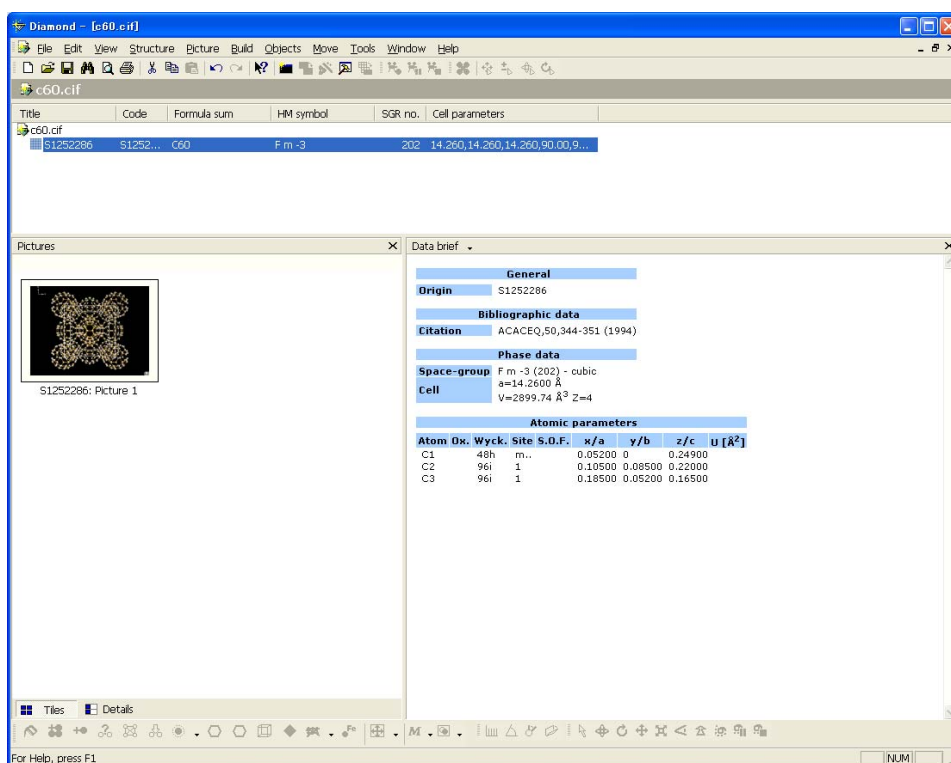 Diamond - [c60.cif]
File Edit View Structure Picture Build Objects Move Tools Window Help
c60.cif
Title Code Formula sum HM symbol SGR no. Cell parameters
c60.cif
S1252286 S1252... C60 F m -3 202 14.260,14.260,14.260,90.00,9...
Pictures
Data brief
General
Origin S1252286
Bibliographic data
Citation ACACEQ,50,344-351 (1994)
Phase data
Space-group F m -3 (202) - cubic
Cell a=14.2600 Å
V=2899.74 Å³ Z=4
Atomic parameters
Atom Ox. Wyck. Site S.O.F. x/a y/b z/c U [Å²]
C1 48h m.. 0.05200 0 0.24900
C2 96i 1 0.10500 0.08500 0.22000
C3 96i 1 0.18500 0.05200 0.16500
S1252286: Picture 1
Tiles Details
For Help, press F1
NUM